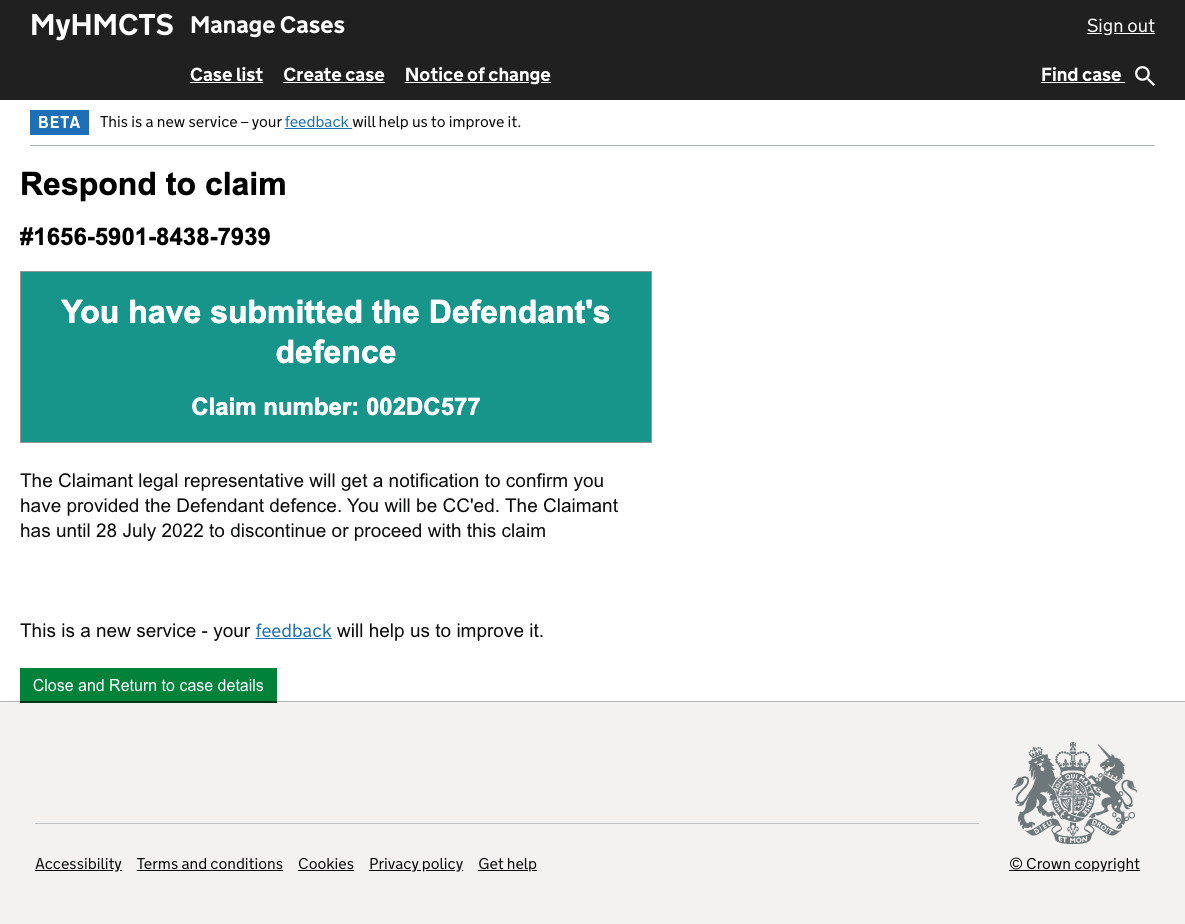 MyHMCTS Manage Cases Sign out
Case list Create case Notice of change Find case
BETA This is a new service – your feedback will help us to improve it.
Respond to claim
#1656-5901-8438-7939
You have submitted the Defendant's
defence
Claim number: 002DC577
The Claimant legal representative will get a notification to confirm you
have provided the Defendant defence. You will be CC'ed. The Claimant
has until 28 July 2022 to discontinue or proceed with this claim
This is a new service - your feedback will help us to improve it.
Close and Return to case details
DIEU ET MON DROIT
Accessibility Terms and conditions Cookies Privacy policy Get help © Crown copyright